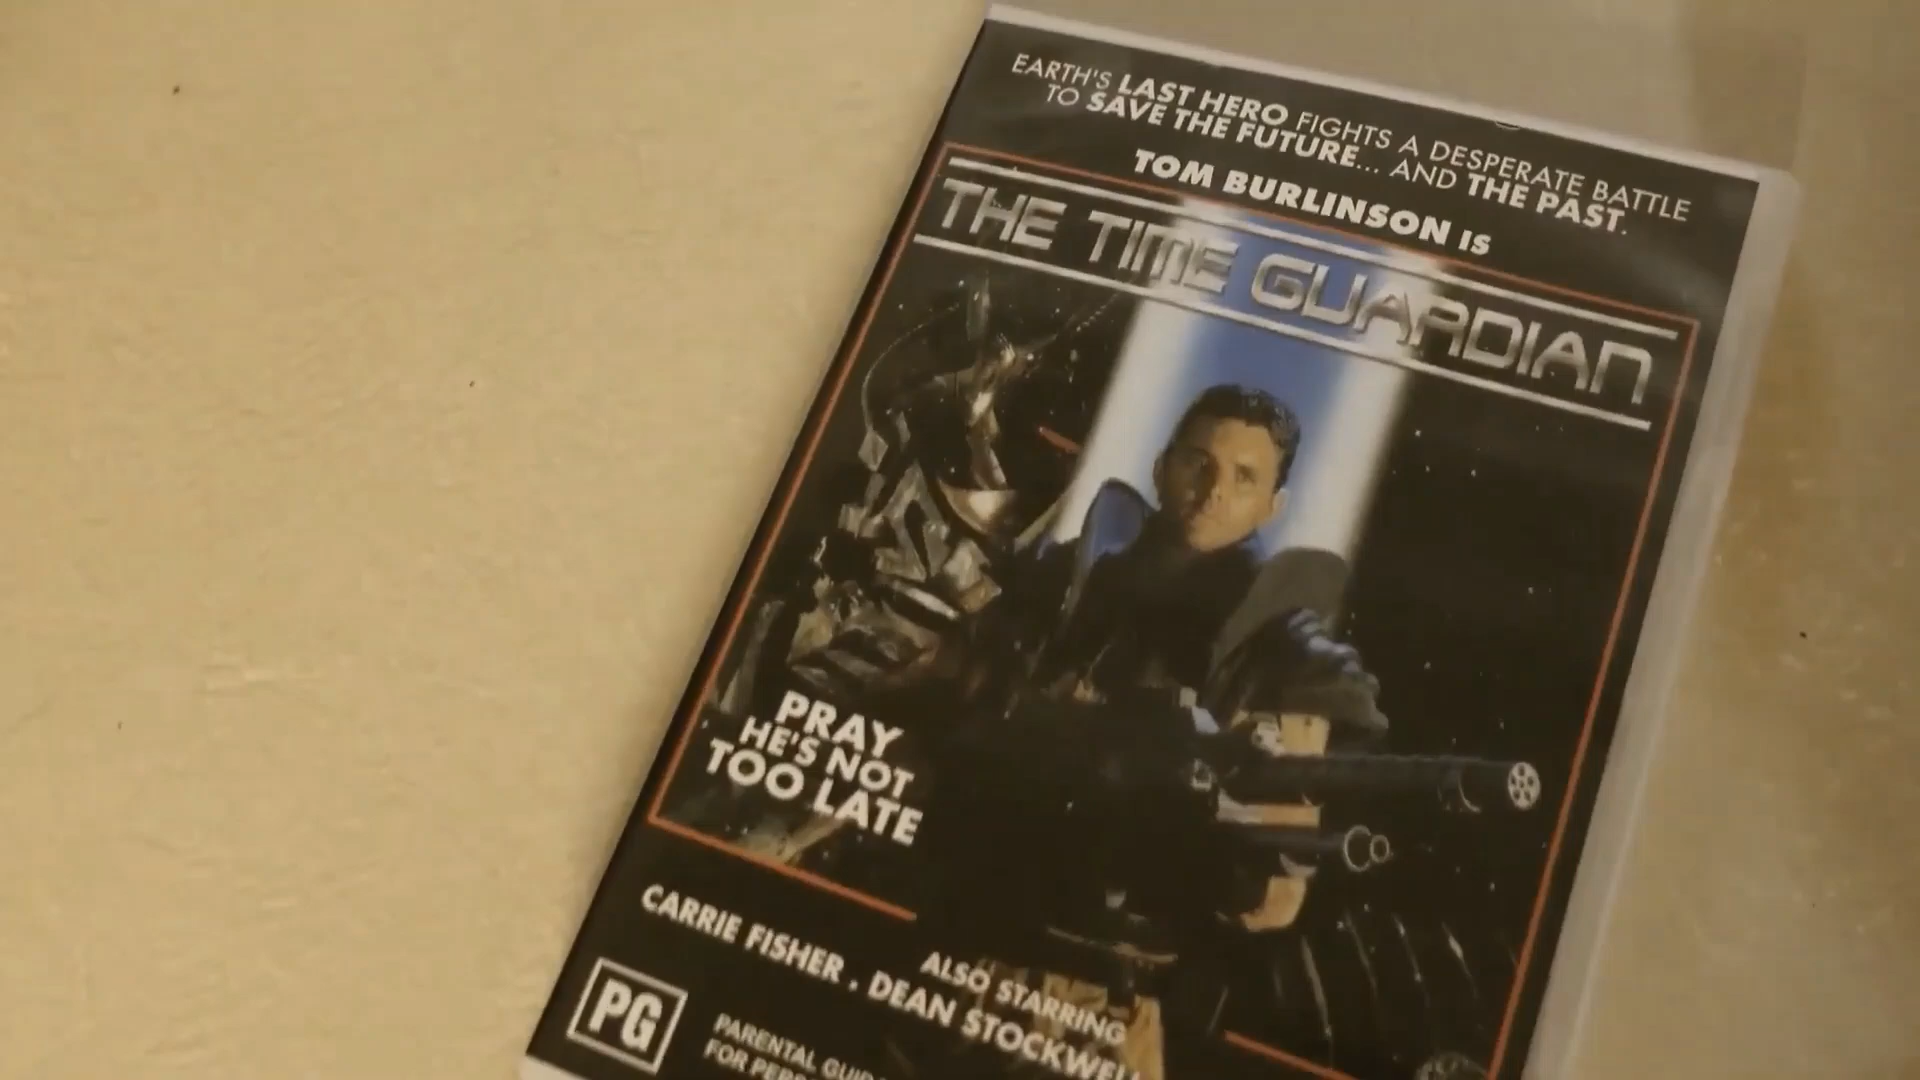 EARTH'S LAST HERO FIGHTS A DESPERATE BATTLE
TO SAVE THE FUTURE... AND THE PAST.
TOM BURLINSON IS
THE TIME GUARDIAN
PRAY
HE'S NOT
TOO LATE
ALSO STARRING
CARRIE FISHER . DEAN STOCKWELL
PG
PARENTAL
FOR